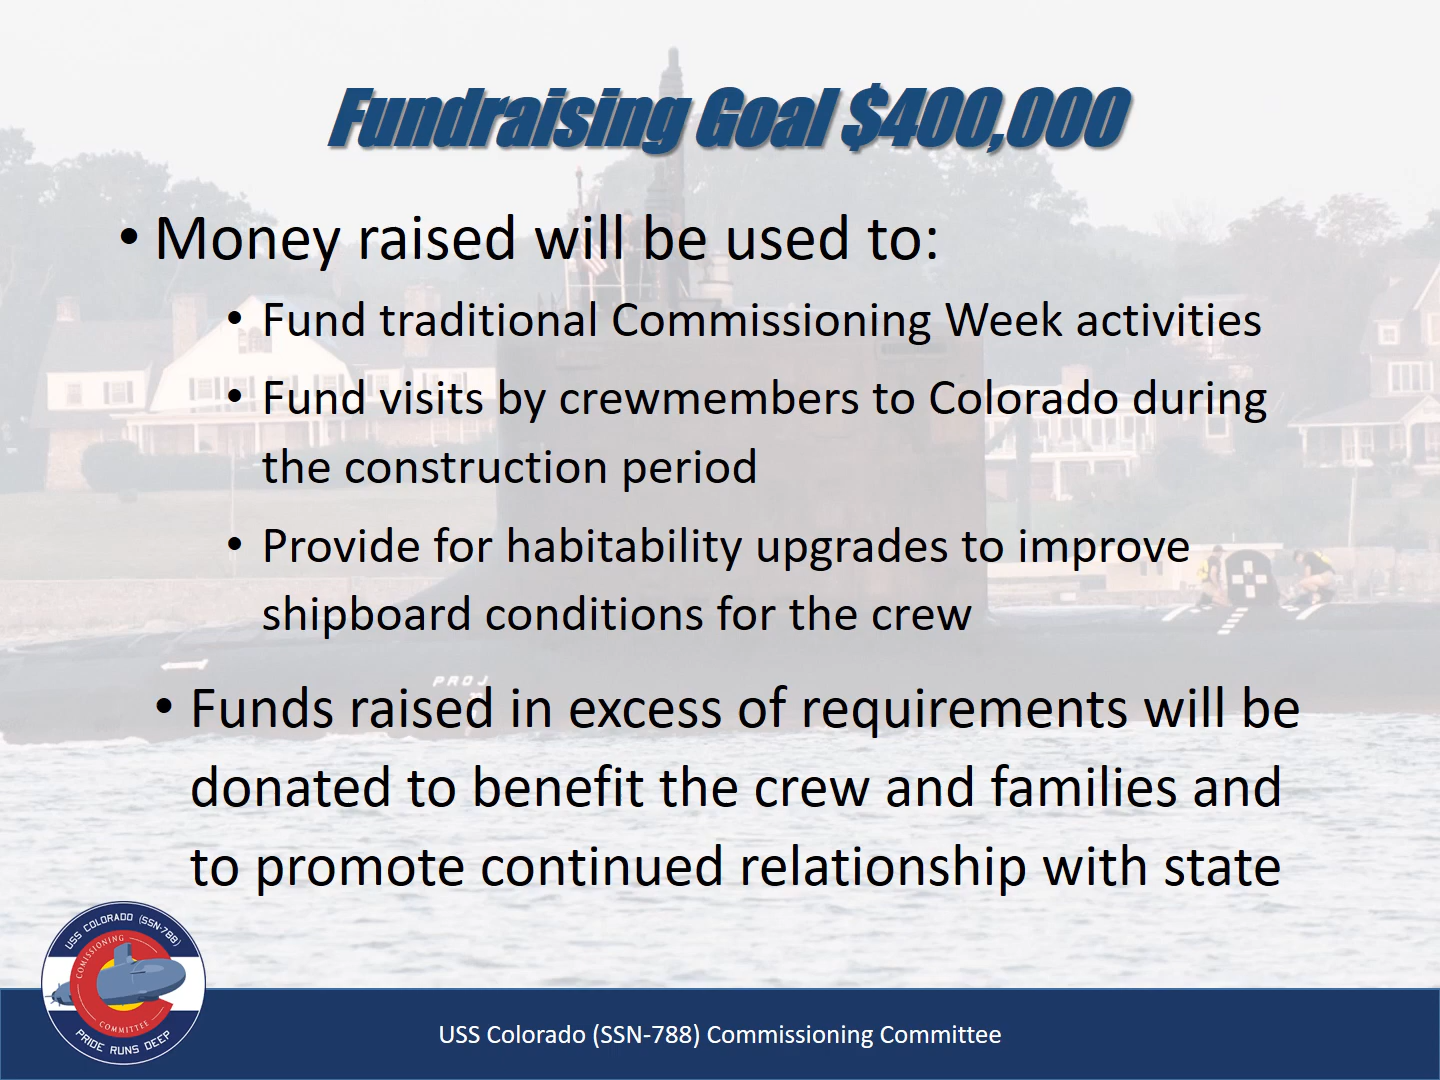 Fundraising Goal $400,000
• Money raised will be used to:
• Fund traditional Commissioning Week activities
• Fund visits by crewmembers to Colorado during
the construction period
• Provide for habitability upgrades to improve
shipboard conditions for the crew
PROJ
• Funds raised in excess of requirements will be
donated to benefit the crew and families and
to promote continued relationship with state
USS COLORADO (SSN-788)
COMISSIONING
COMMITTEE
PRIDE RUNS DEEP
USS Colorado (SSN-788) Commissioning Committee